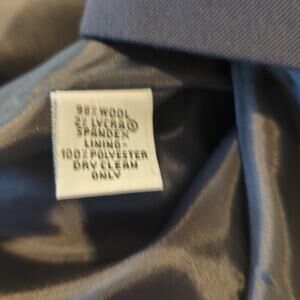 98% WOOL
2% LYCRA®
SPANDEX
LINING-
100% POLYESTER
DRY CLEAN
ONLY